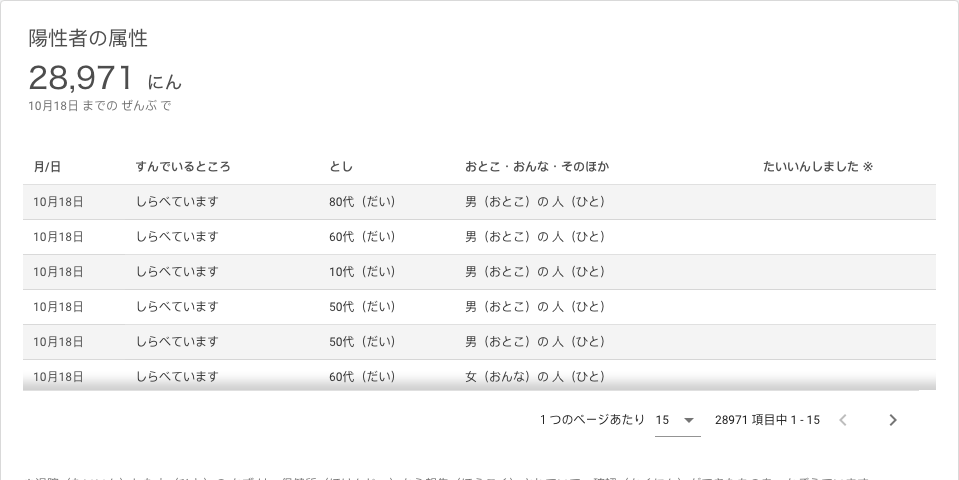 陽性者の属性
28,971 にん
10月18日 までの ぜんぶ で
月/日 すんでいるところ とし おとこ・おんな・そのほか たいいんしました ※
10月18日 しらべています 80代（だい） 男（おとこ）の 人（ひと）
10月18日 しらべています 60代（だい） 男（おとこ）の 人（ひと）
10月18日 しらべています 10代（だい） 男（おとこ）の 人（ひと）
10月18日 しらべています 50代（だい） 男（おとこ）の 人（ひと）
10月18日 しらべています 50代（だい） 男（おとこ）の 人（ひと）
10月18日 しらべています 60代（だい） 女（おんな）の 人（ひと）
1 つのページあたり 15 28971 項目中 1 - 15